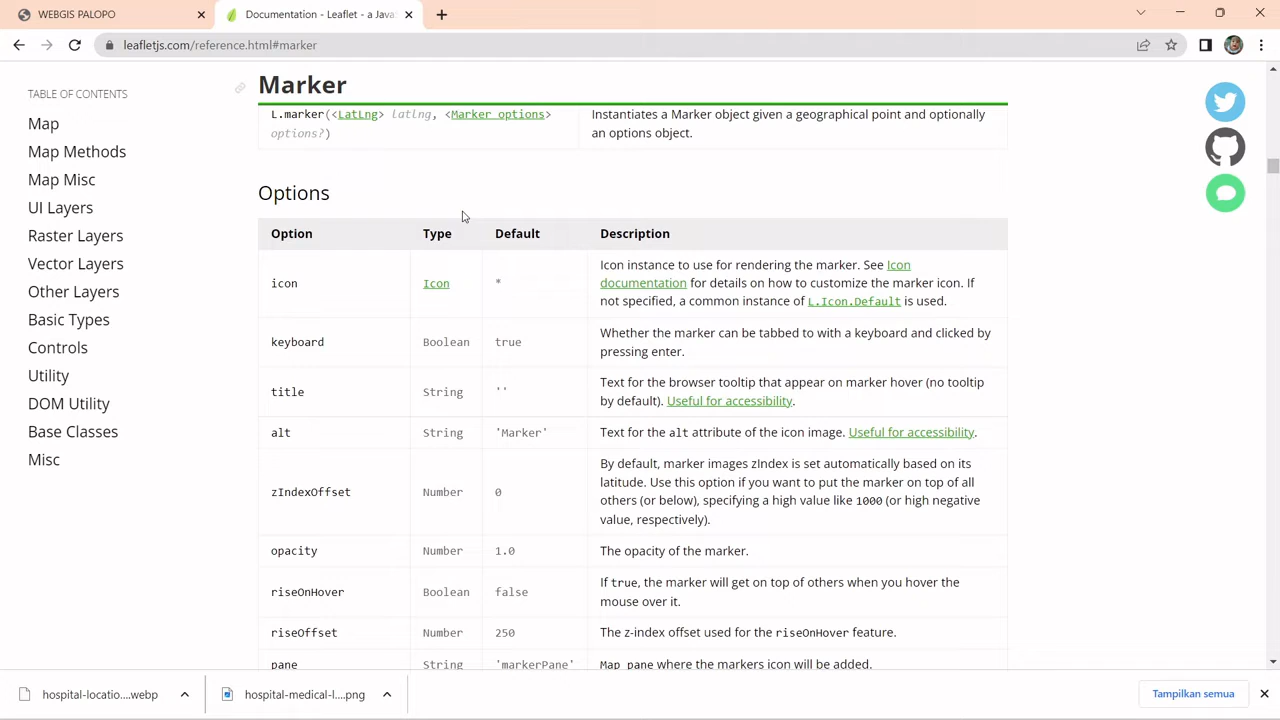 WEBGIS PALOPO
Documentation - Leaflet - a Java
leafletjs.com/reference.html#marker
TABLE OF CONTENTS
Map
Map Methods
Map Misc
UI Layers
Raster Layers
Vector Layers
Other Layers
Basic Types
Controls
Utility
DOM Utility
Base Classes
Misc
Marker
L.marker(<LatLng> latlng, <Marker options>
options?)
Instantiates a Marker object given a geographical point and optionally
an options object.
Options
Option Type Default Description
icon Icon * Icon instance to use for rendering the marker. See Icon
documentation for details on how to customize the marker icon. If
not specified, a common instance of L.Icon.Default is used.
keyboard Boolean true Whether the marker can be tabbed to with a keyboard and clicked by
pressing enter.
title String '' Text for the browser tooltip that appear on marker hover (no tooltip
by default). Useful for accessibility.
alt String 'Marker' Text for the alt attribute of the icon image. Useful for accessibility.
zIndexOffset Number 0 By default, marker images zIndex is set automatically based on its
latitude. Use this option if you want to put the marker on top of all
others (or below), specifying a high value like 1000 (or high negative
value, respectively).
opacity Number 1.0 The opacity of the marker.
riseOnHover Boolean false If true, the marker will get on top of others when you hover the
mouse over it.
riseOffset Number 250 The z-index offset used for the riseOnHover feature.
pane String 'markerPane' Map pane where the markers icon will be added.
hospital-locatio....webp
hospital-medical-l....png
Tampilkan semua